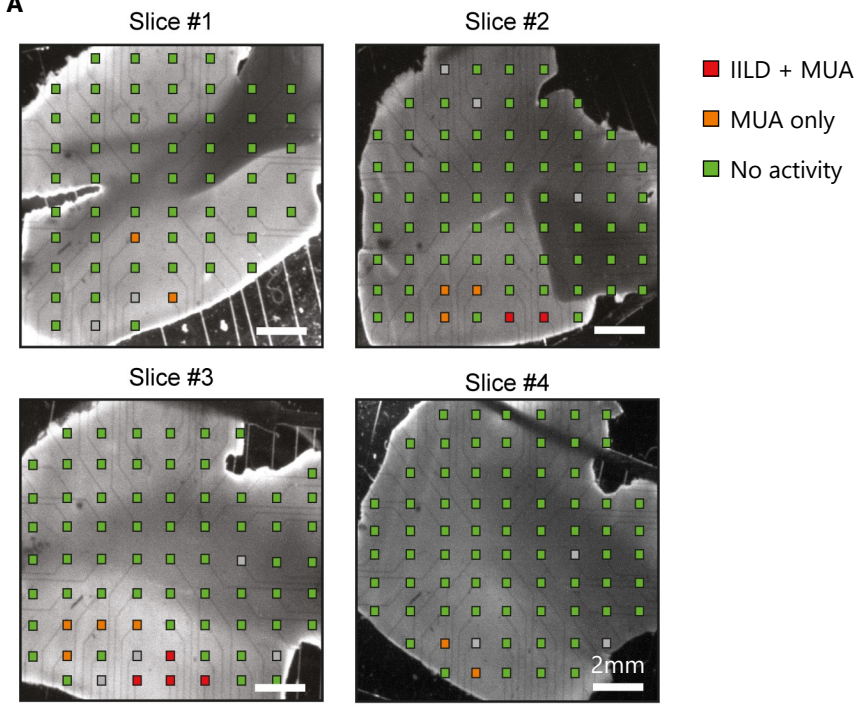 A
Slice #1
Slice #2
IILD + MUA
MUA only
No activity
Slice #3
Slice #4
2mm